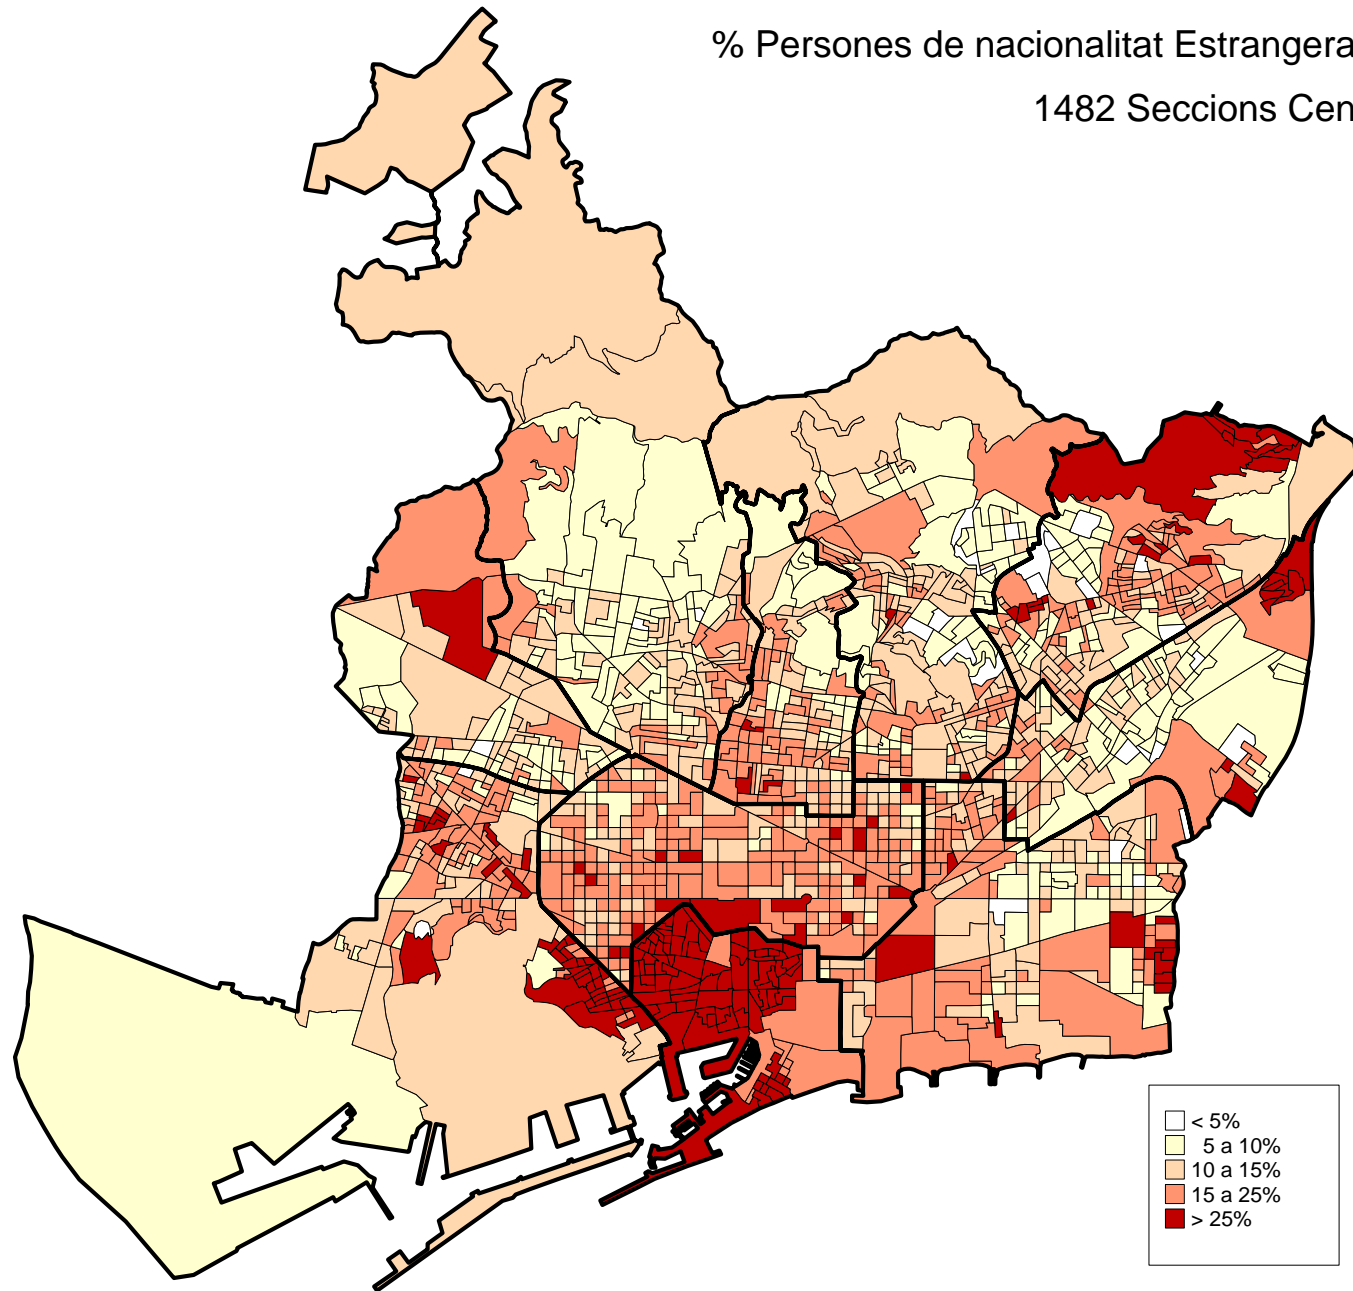 % Persones de nacionalitat Estrangera
1482 Seccions Cen
< 5%
5 a 10%
10 a 15%
15 a 25%
> 25%